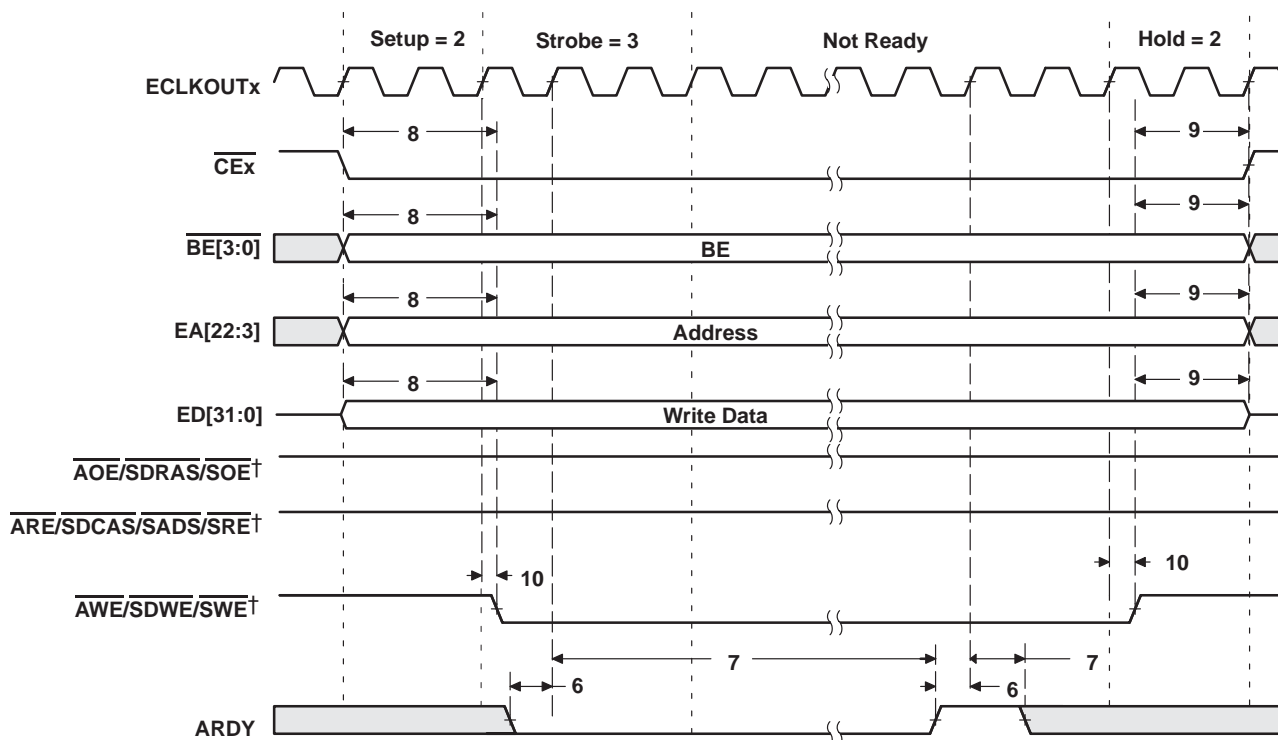 Setup = 2 Strobe = 3 Not Ready Hold = 2
ECLKOUTx
8 9
CEx
8 9
BE[3:0] BE
8 9
EA[22:3] Address
8 9
ED[31:0] Write Data
AOE/SDRAS/SOE†
ARE/SDCAS/SADS/SRE†
10 10
AWE/SDWE/SWE†
7 7
6 6
ARDY